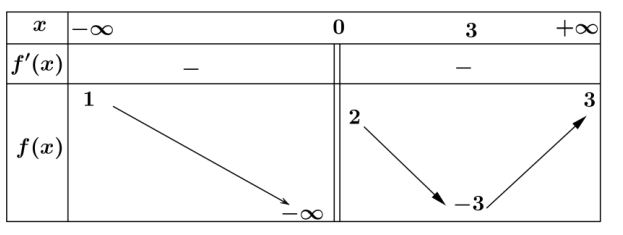 x −∞ 0 3 +∞
f′(x) − −
1 3
2
f(x)
−3
−∞